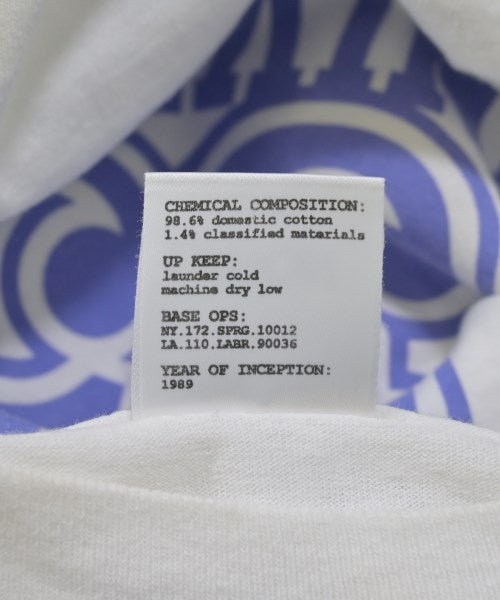 CHEMICAL COMPOSITION:
98.6% domestic cotton
1.4% classified materials
UP KEEP:
launder cold
machine dry low
BASE OPS:
NY.172.SPRG.10012
LA.110.LABR.90036
YEAR OF INCEPTION:
1989